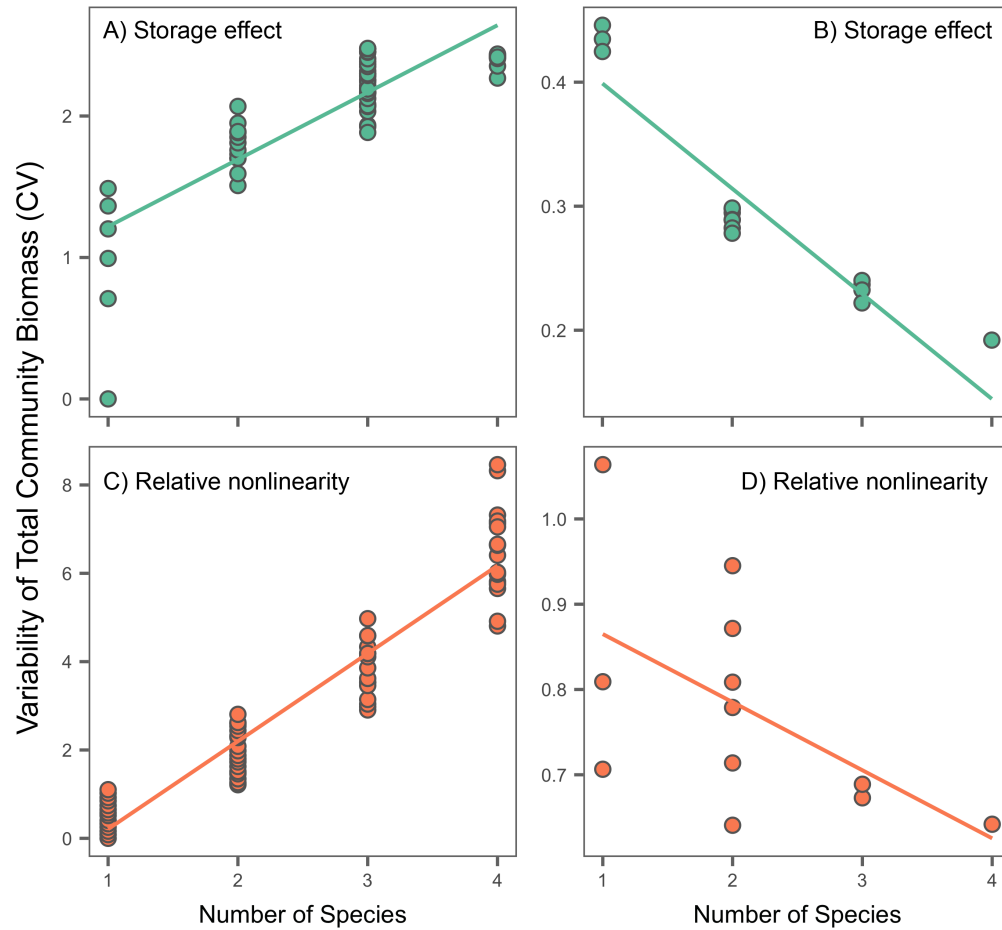 A) Storage effect
B) Storage effect
2
1
0
0.4
0.3
0.2
Variability of Total Community Biomass (CV)
C) Relative nonlinearity
D) Relative nonlinearity
8
6
4
2
0
1.0
0.9
0.8
0.7
1 2 3 4
1 2 3 4
Number of Species
Number of Species